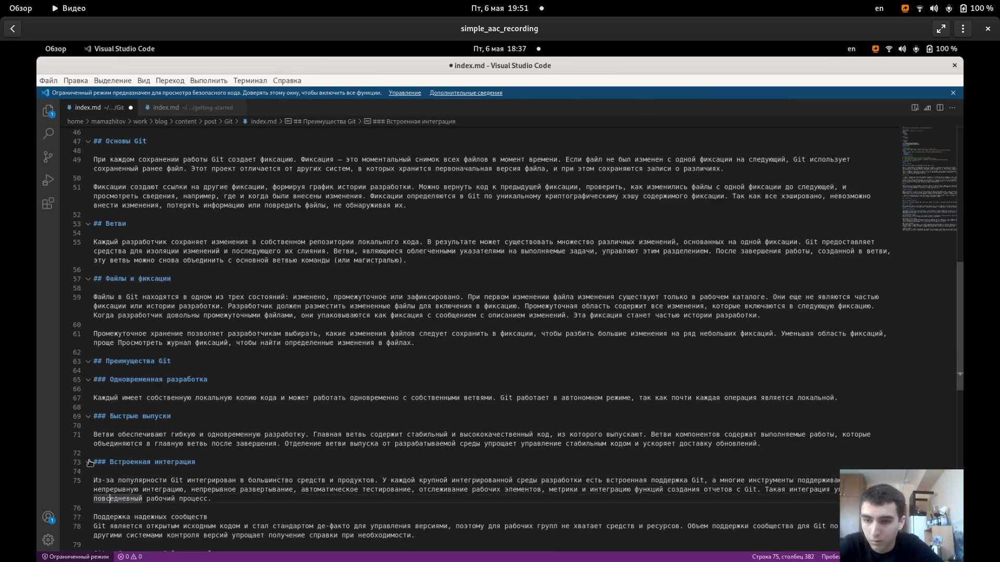 Обзор Видео Пт, 6 мая 19:51 en 100 %
simple_aac_recording
Обзор Visual Studio Code Пт, 6 мая 18:37 en 100 %
● index.md - Visual Studio Code
Файл Правка Выделение Вид Переход Выполнить Терминал Справка
Ограниченный режим предназначен для просмотра безопасного кода. Доверять этому окну, чтобы включить все функции. Управление Дополнительные сведения
index.md ~/.../Git ● index.md ~/.../getting-started
home > mamazhitov > work > blog > content > post > Git > index.md > ## Преимущества Git > ### Встроенная интеграция
46
47 ## Основы Git
48
49 При каждом сохранении работы Git создает фиксацию. Фиксация — это моментальный снимок всех файлов в момент времени. Если файл не был изменен с одной фиксации на следующий, Git использует
сохраненный ранее файл. Этот проект отличается от других систем, в которых хранится первоначальная версия файла, и при этом сохраняются записи о различиях.
50
51 Фиксации создают ссылки на другие фиксации, формируя график истории разработки. Можно вернуть код к предыдущей фиксации, проверить, как изменились файлы с одной фиксации до следующей, и
просмотреть сведения, например, где и когда были внесены изменения. Фиксации определяются в Git по уникальному криптографическиму хэшу содержимого фиксации. Так как все хэшировано, невозможно
внести изменения, потерять информацию или повредить файлы, не обнаруживая их.
52
53 ## Ветви
54
55 Каждый разработчик сохраняет изменения в собственном репозитории локального кода. В результате может существовать множество различных изменений, основанных на одной фиксации. Git предоставляет
средства для изоляции изменений и последующего их слияния. Ветви, являющиеся облегченными указателями на выполняемые задачи, управляют этим разделением. После завершения работы, созданной в ветви,
эту ветвь можно снова объединить с основной ветвью команды (или магистралью).
56
57 ## Файлы и фиксации
58
59 Файлы в Git находятся в одном из трех состояний: изменено, промежуточное или зафиксировано. При первом изменении файла изменения существуют только в рабочем каталоге. Они еще не являются частью
фиксации или истории разработки. Разработчик должен разместить измененные файлы для включения в фиксацию. Промежуточная область содержит все изменения, которые включаются в следующую фиксацию.
Когда разработчик довольны промежуточными файлами, они упаковываются как фиксация с сообщением с описанием изменений. Эта фиксация станет частью истории разработки.
60
61 Промежуточное хранение позволяет разработчикам выбирать, какие изменения файлов следует сохранить в фиксации, чтобы разбить большие изменения на ряд небольших фиксаций. Уменьшая область фиксаций,
проще Просмотреть журнал фиксаций, чтобы найти определенные изменения в файлах.
62
63 ## Преимущества Git
64
65 ### Одновременная разработка
66
67 Каждый имеет собственную локальную копию кода и может работать одновременно с собственными ветвями. Git работает в автономном режиме, так как почти каждая операция является локальной.
68
69 ### Быстрые выпуски
70
71 Ветви обеспечивают гибкую и одновременную разработку. Главная ветвь содержит стабильный и высококачественный код, из которого выпускают. Ветви компонентов содержат выполняемые работы, которые
объединяются в главную ветвь после завершения. Отделение ветви выпуска от разрабатываемой среды упрощает управление стабильным кодом и ускоряет доставку обновлений.
72
73 ### Встроенная интеграция
74
75 Из-за популярности Git интегрирован в большинство средств и продуктов. У каждой крупной интегрированной среды разработки есть встроенная поддержка Git, а многие инструменты
непрерывную интеграцию, непрерывное развертывание, автоматическое тестирование, отслеживание рабочих элементов, метрики и интеграцию функций создания отчетов с Git. Такая интеграция
повседневный рабочий процесс.
76
77 Поддержка надежных сообществ
78 Git является открытым исходным кодом и стал стандартом де-факто для управления версиями, поэтому для рабочих групп не хватает средств и ресурсов. Объем поддержки сообщества для Git по
другими системами контроля версий упрощает получение справки при необходимости.
79
Ограниченный режим 0 0 Строка 75, столбец 382